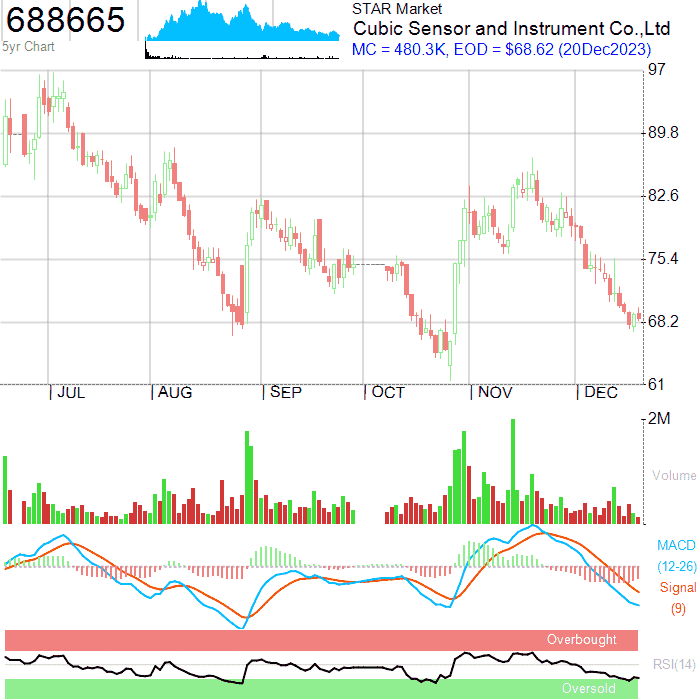 688665
5yr Chart
STAR Market
Cubic Sensor and Instrument Co.,Ltd
MC = 480.3K, EOD = $68.62 (20Dec2023)
97
89.8
82.6
75.4
68.2
61
JUL AUG SEP OCT NOV DEC
2M
Volume
MACD
(12-26)
Signal
(9)
Overbought
RSI(14)
Oversold